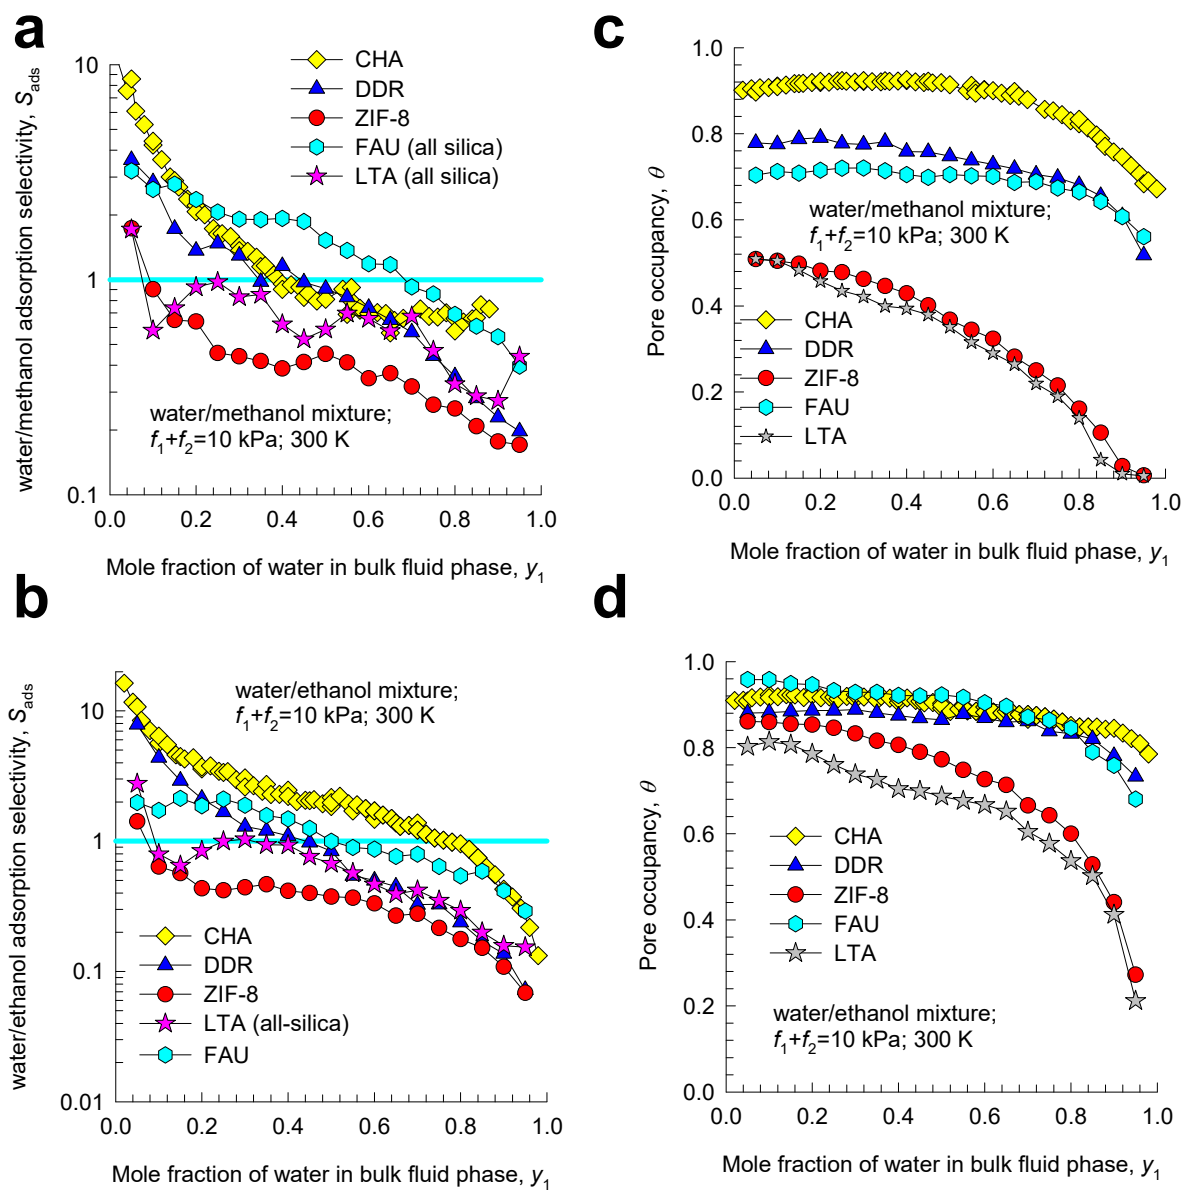 a
water/methanol adsorption selectivity, Sads
10
1
0.1
CHA
DDR
ZIF-8
FAU (all silica)
LTA (all silica)
water/methanol mixture;
f1+f2=10 kPa; 300 K
0.0 0.2 0.4 0.6 0.8 1.0
Mole fraction of water in bulk fluid phase, y1
c
Pore occupancy, θ
1.0
0.8
0.6
0.4
0.2
0.0
water/methanol mixture;
f1+f2=10 kPa; 300 K
CHA
DDR
ZIF-8
FAU
LTA
0.0 0.2 0.4 0.6 0.8 1.0
Mole fraction of water in bulk fluid phase, y1
b
water/ethanol adsorption selectivity, Sads
10
1
0.1
0.01
water/ethanol mixture;
f1+f2=10 kPa; 300 K
CHA
DDR
ZIF-8
LTA (all-silica)
FAU
0.0 0.2 0.4 0.6 0.8 1.0
Mole fraction of water in bulk fluid phase, y1
d
Pore occupancy, θ
1.0
0.8
0.6
0.4
0.2
0.0
CHA
DDR
ZIF-8
FAU
LTA
water/ethanol mixture;
f1+f2=10 kPa; 300 K
0.0 0.2 0.4 0.6 0.8 1.0
Mole fraction of water in bulk fluid phase, y1